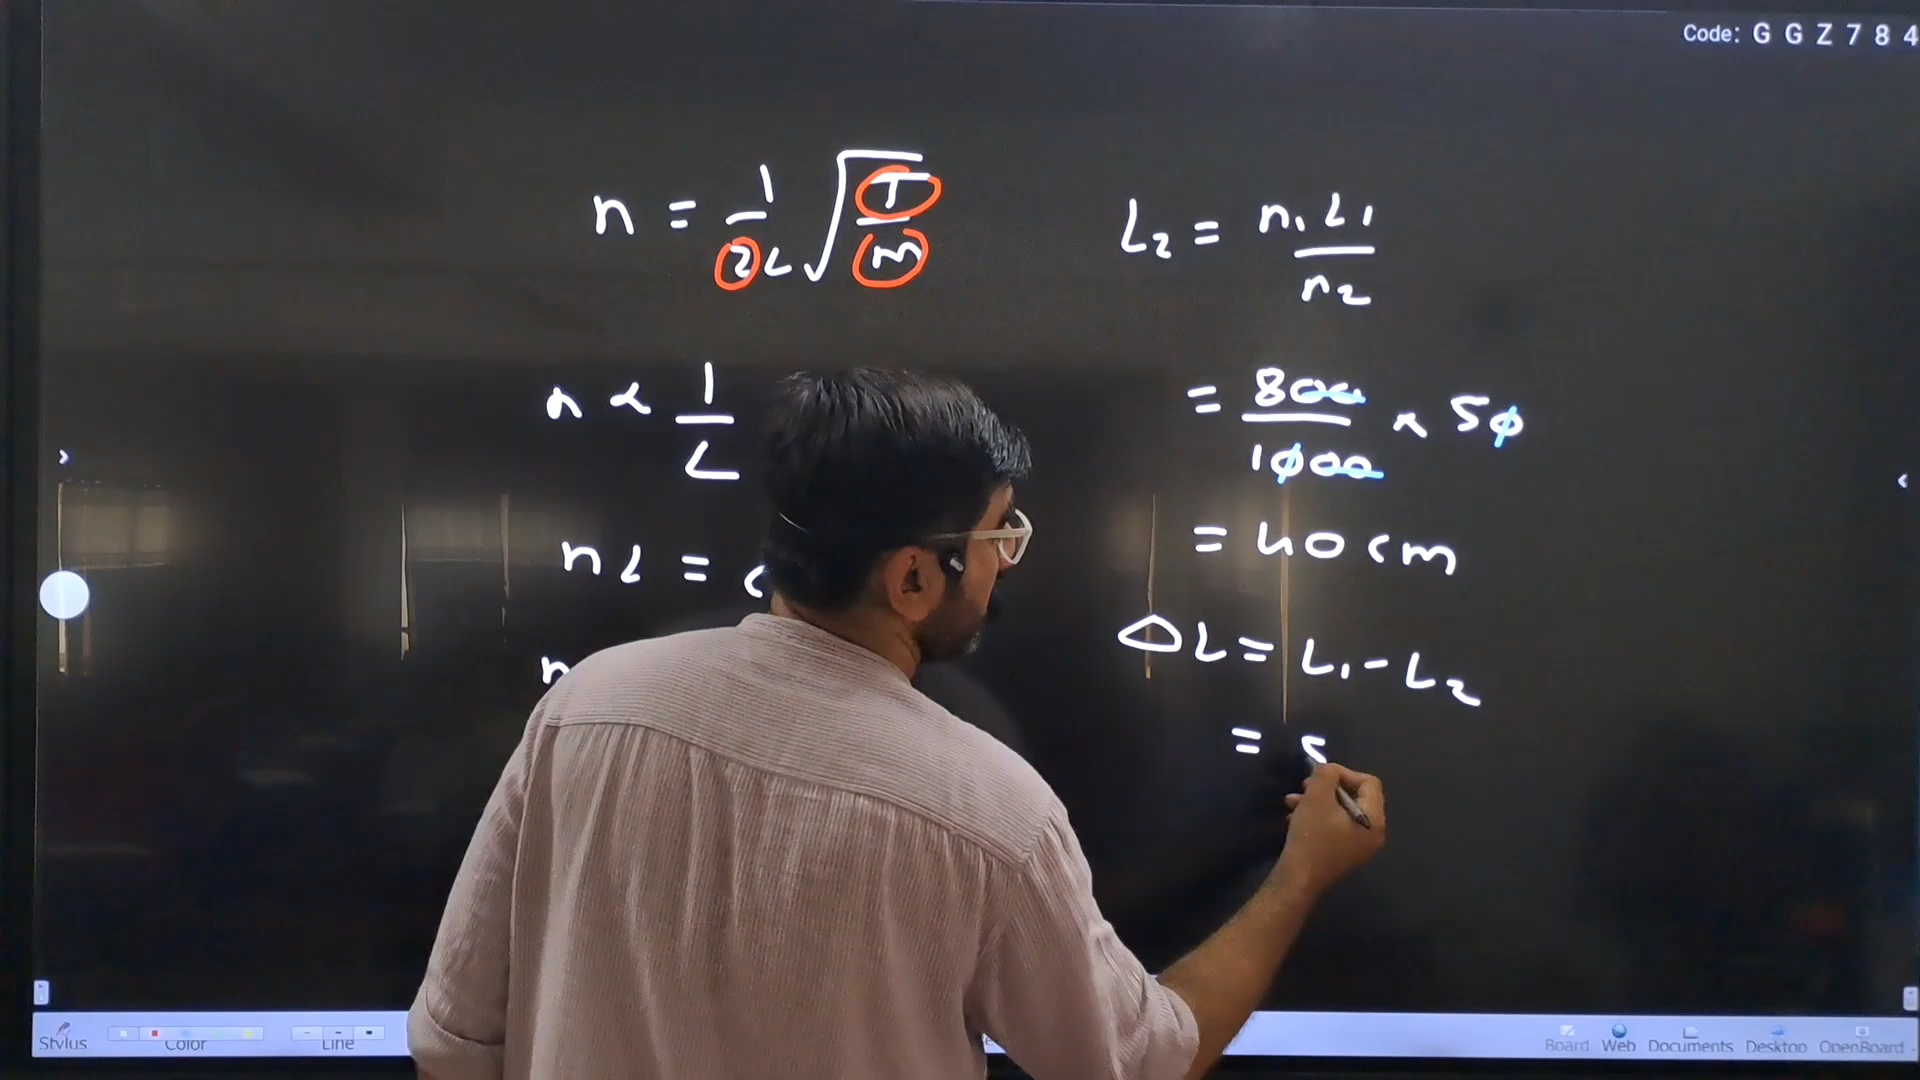 Code: G G Z 7 8 4
n = 1/2L √(T/m)
n ∝ 1/L
nL =
n
L₂ = n₁L₁/n₂
= 800/1000 × 50
= 40 cm
ΔL = L₁ - L₂
= 5
Stylus
Color
Line
Board
Web
Documents
Desktop
OpenBoard